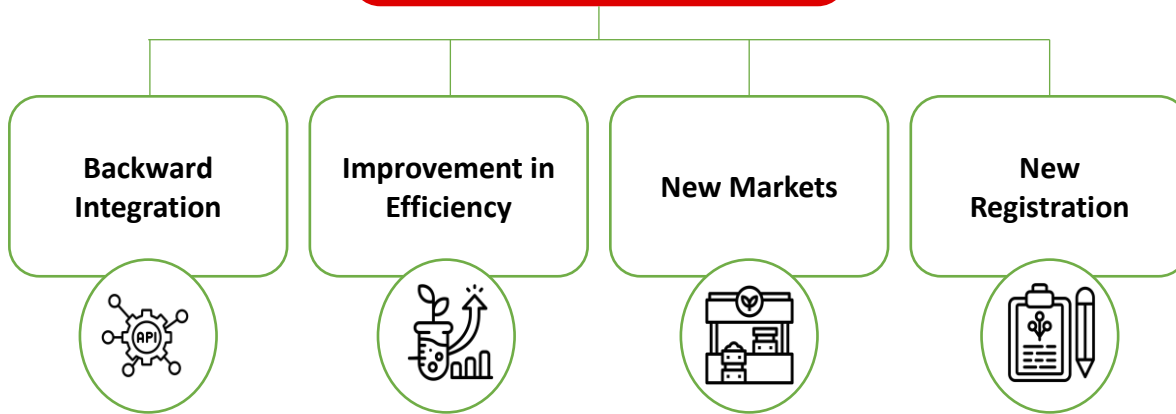 Backward
Integration
Improvement in
Efficiency
New Markets
New
Registration
API